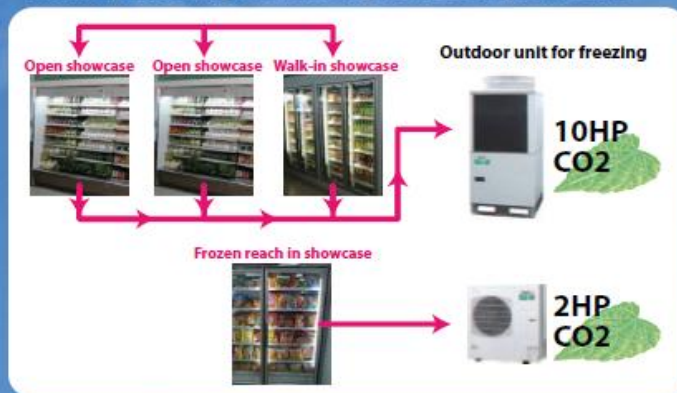 Open showcase
Open showcase
Walk-in showcase
Outdoor unit for freezing
10HP
CO2
Frozen reach in showcase
2HP
CO2